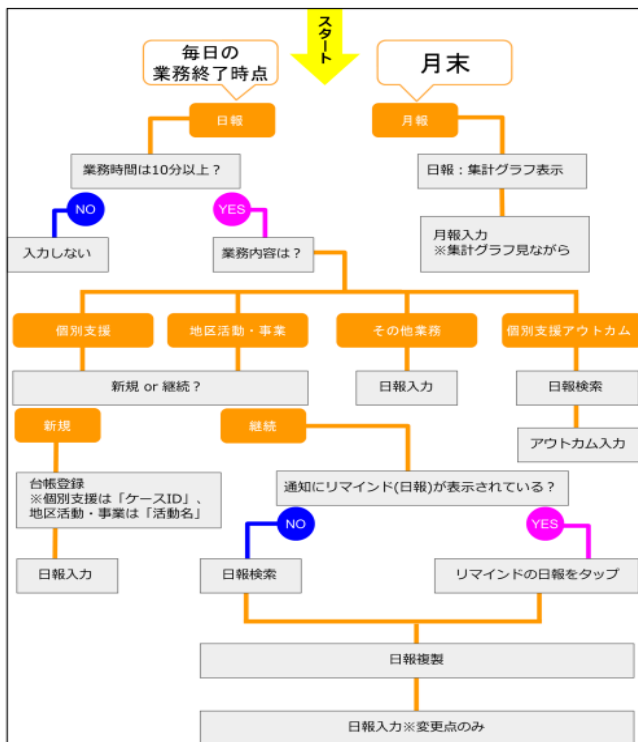 スタート
毎日の
業務終了時点
月末
日報
月報
業務時間は10分以上？
日報：集計グラフ表示
NO
YES
月報入力
※集計グラフ見ながら
入力しない
業務内容は？
個別支援
地区活動・事業
その他業務
個別支援アウトカム
新規 or 継続？
日報入力
日報検索
新規
継続
アウトカム入力
台帳登録
※個別支援は「ケースID」、
地区活動・事業は「活動名」
通知にリマインド(日報)が表示されている？
NO
YES
日報入力
日報検索
リマインドの日報をタップ
日報複製
日報入力※変更点のみ